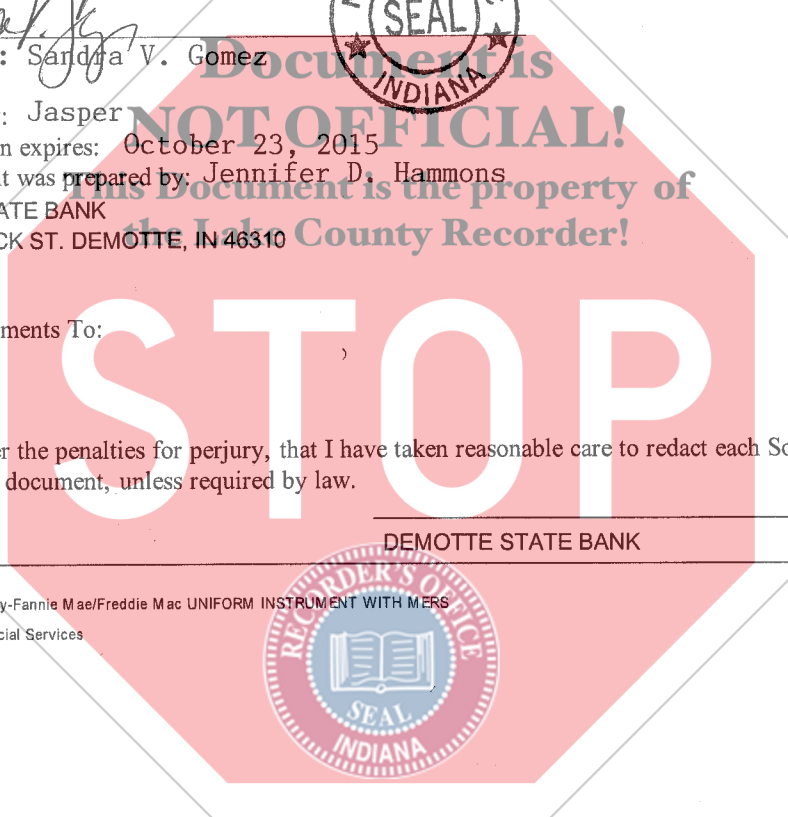 SEAL
INDIANA
: Sandra V. Gomez
Document is
: Jasper
NOT OFFICIAL!
n expires: October 23, 2015
t was prepared by: Jennifer D. Hammons
This Document is the property of
ATE BANK
the Lake County Recorder!
CK ST. DEMOTTE, IN 46310
ments To:
STOP
er the penalties for perjury, that I have taken reasonable care to redact each So
document, unless required by law.
DEMOTTE STATE BANK
y-Fannie Mae/Freddie Mac UNIFORM INSTRUMENT WITH MERS
cial Services
RECORDER'S OFFICE
SEAL
INDIANA